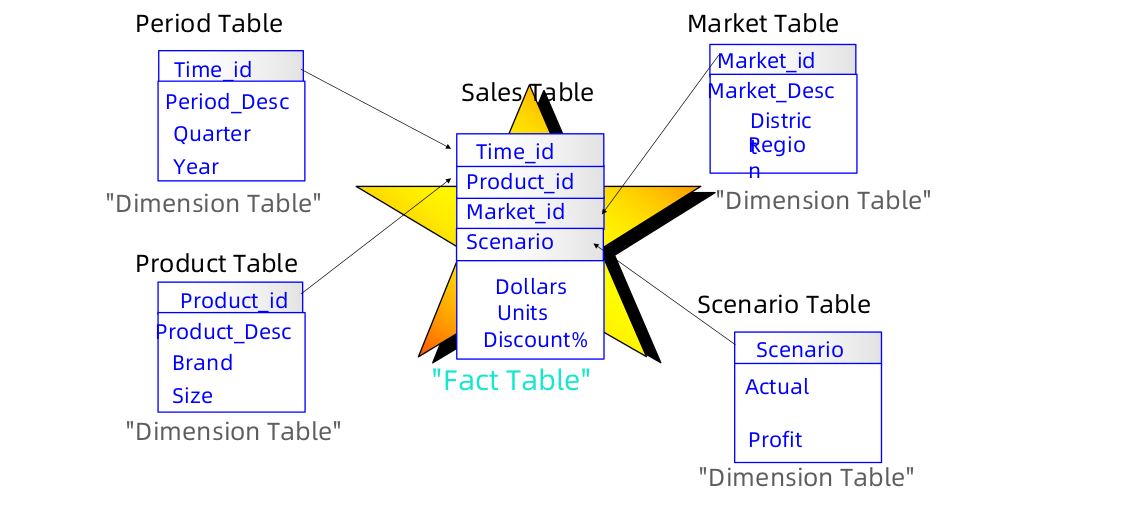 Period Table
Time_id
Period_Desc
Quarter
Year
"Dimension Table"
Product Table
Product_id
Product_Desc
Brand
Size
"Dimension Table"
Sales Table
Time_id
Product_id
Market_id
Scenario
Dollars
Units
Discount%
"Fact Table"
Market Table
Market_id
Market_Desc
Distric
t
Regio
n
"Dimension Table"
Scenario Table
Scenario
Actual
Profit
"Dimension Table"